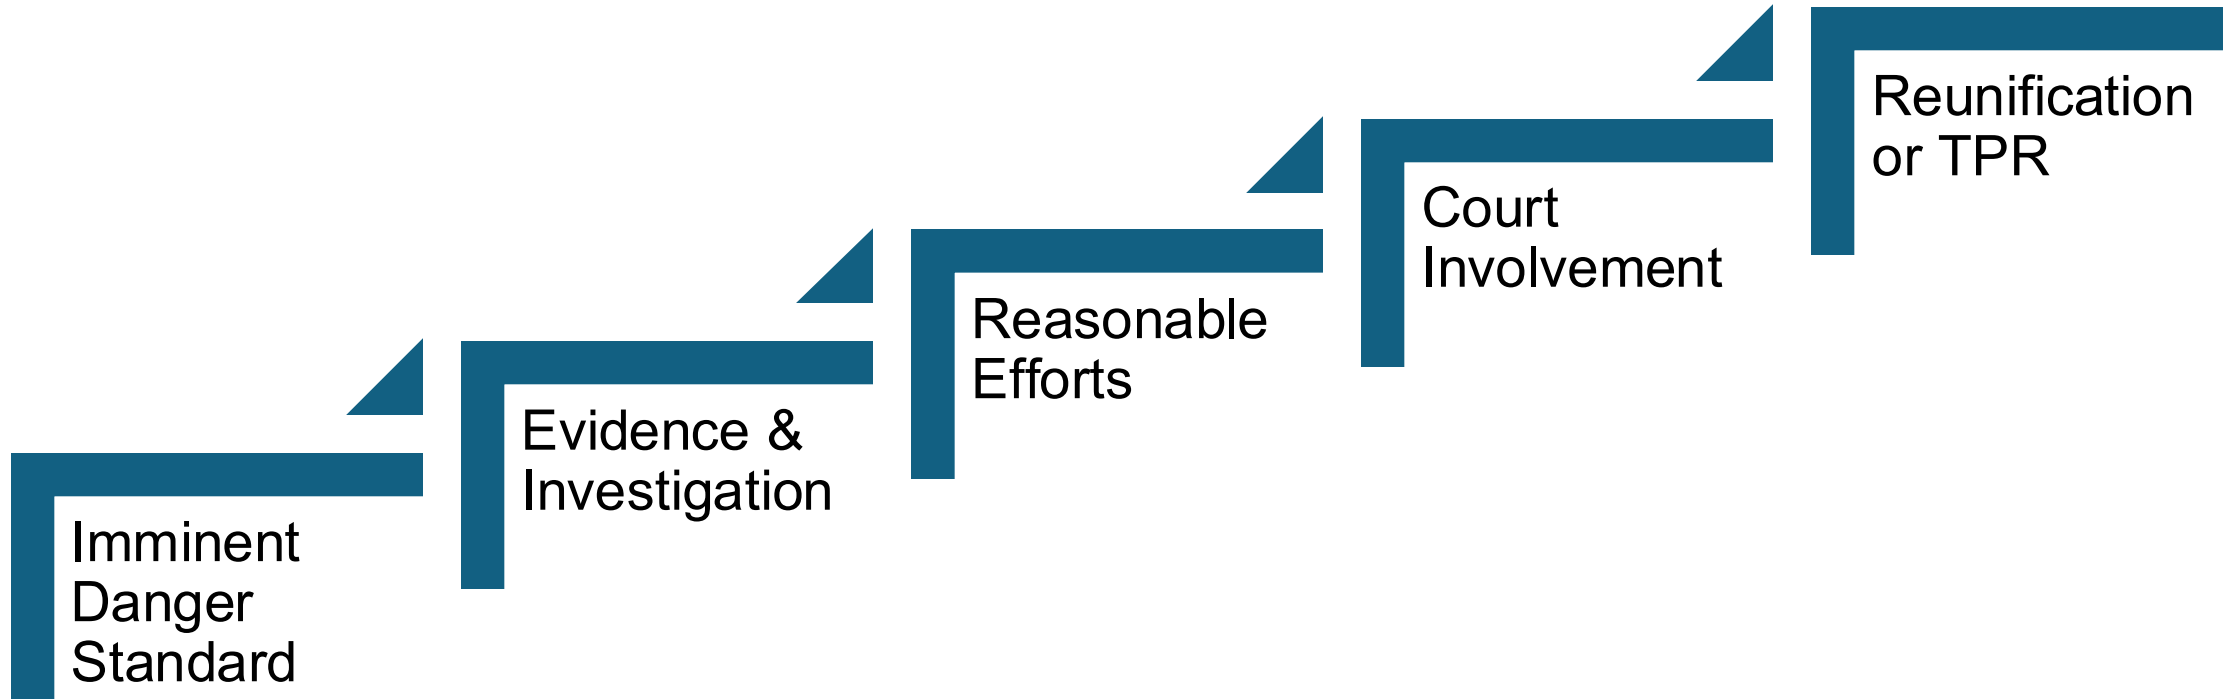 Imminent
Danger
Standard
Evidence &
Investigation
Reasonable
Efforts
Court
Involvement
Reunification
or TPR